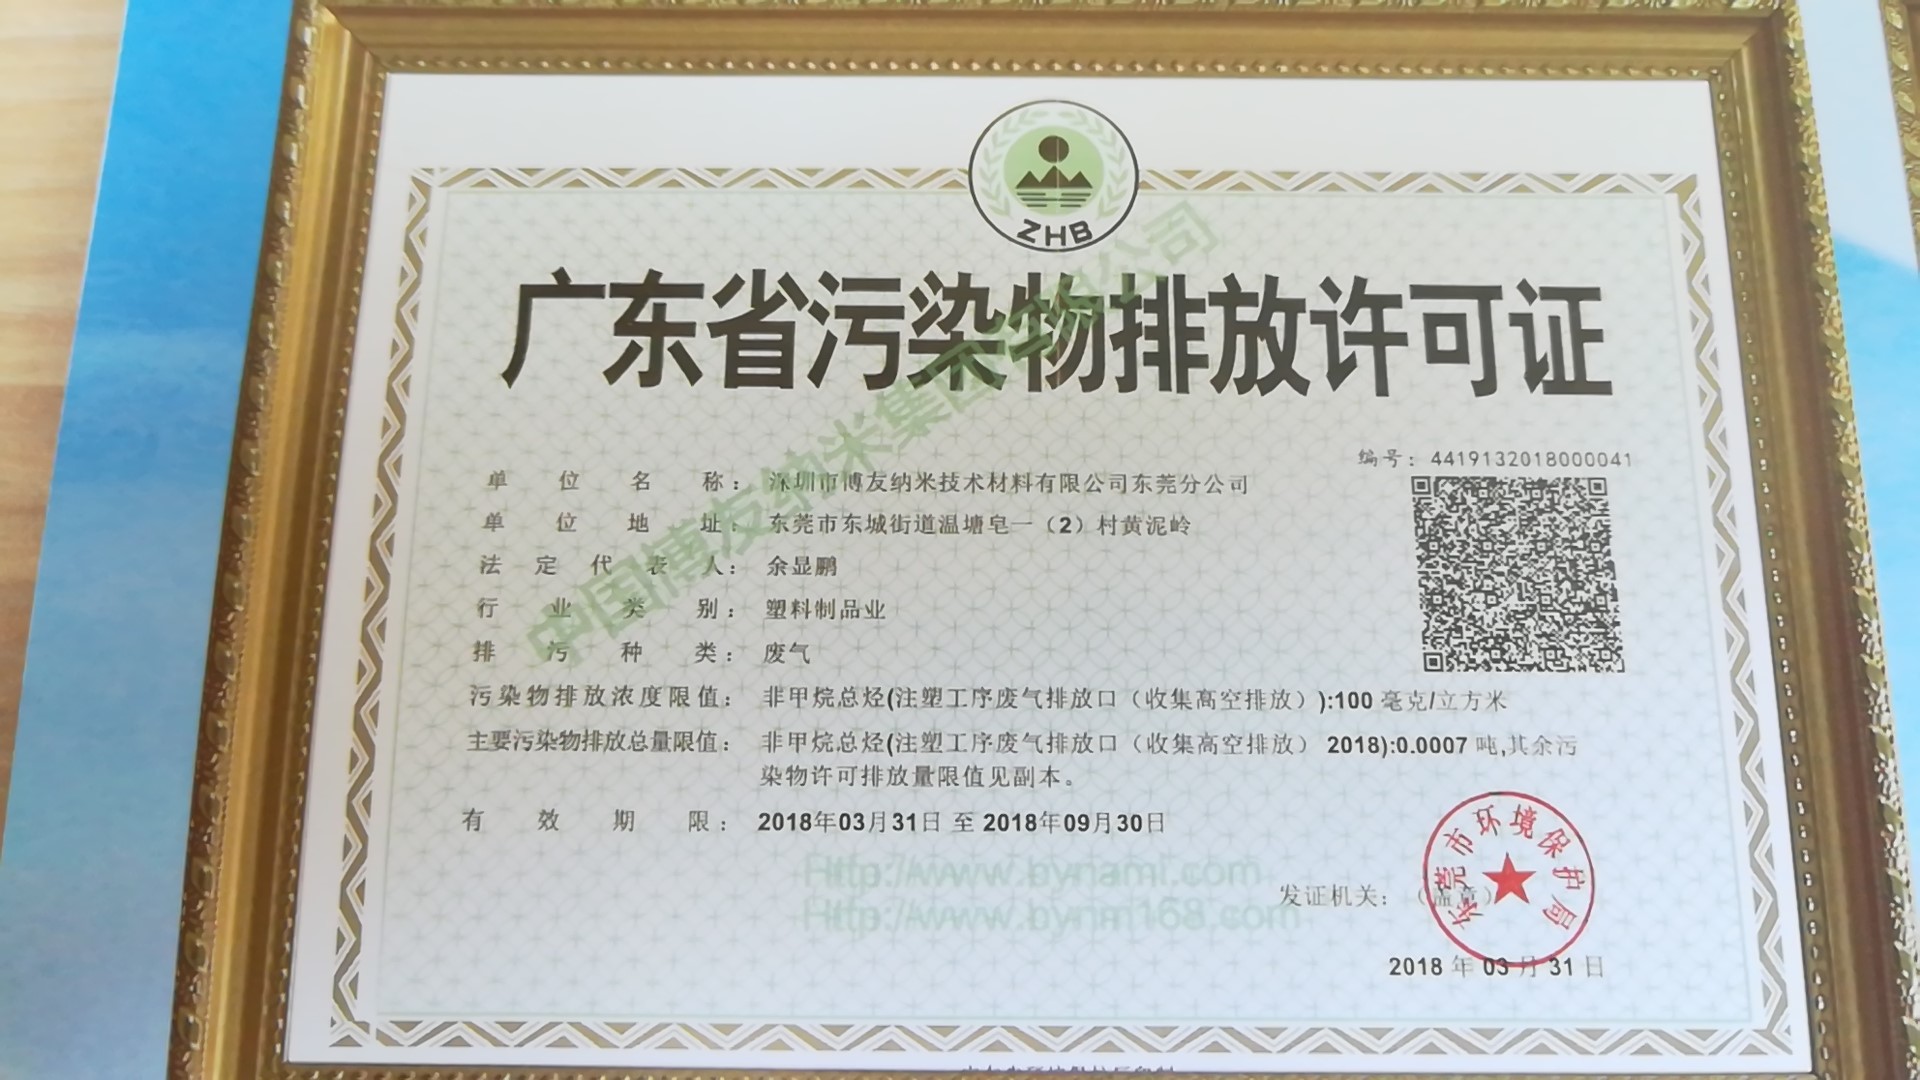 ZHB
广东省污染物排放许可证
编号：4419132018000041
单位名称：深圳市博友纳米技术材料有限公司东莞分公司
单位地址：东莞市东城街道温塘皂一（2）村黄泥岭
法定代表人：余显鹏
行业类别：塑料制品业
排污种类：废气
污染物排放浓度限值：非甲烷总烃(注塑工序废气排放口（收集高空排放）):100 毫克/立方米
主要污染物排放总量限值：非甲烷总烃(注塑工序废气排放口（收集高空排放） 2018):0.0007 吨,其余污
染物许可排放量限值见副本。
有效期限：2018年03月31日 至 2018年09月30日
发证机关：（盖章）
东莞市环境保护局
2018 年 03 月 31 日
中国博友纳米集团有限公司
Http://www.bynami.com
Http://www.bynm168.com